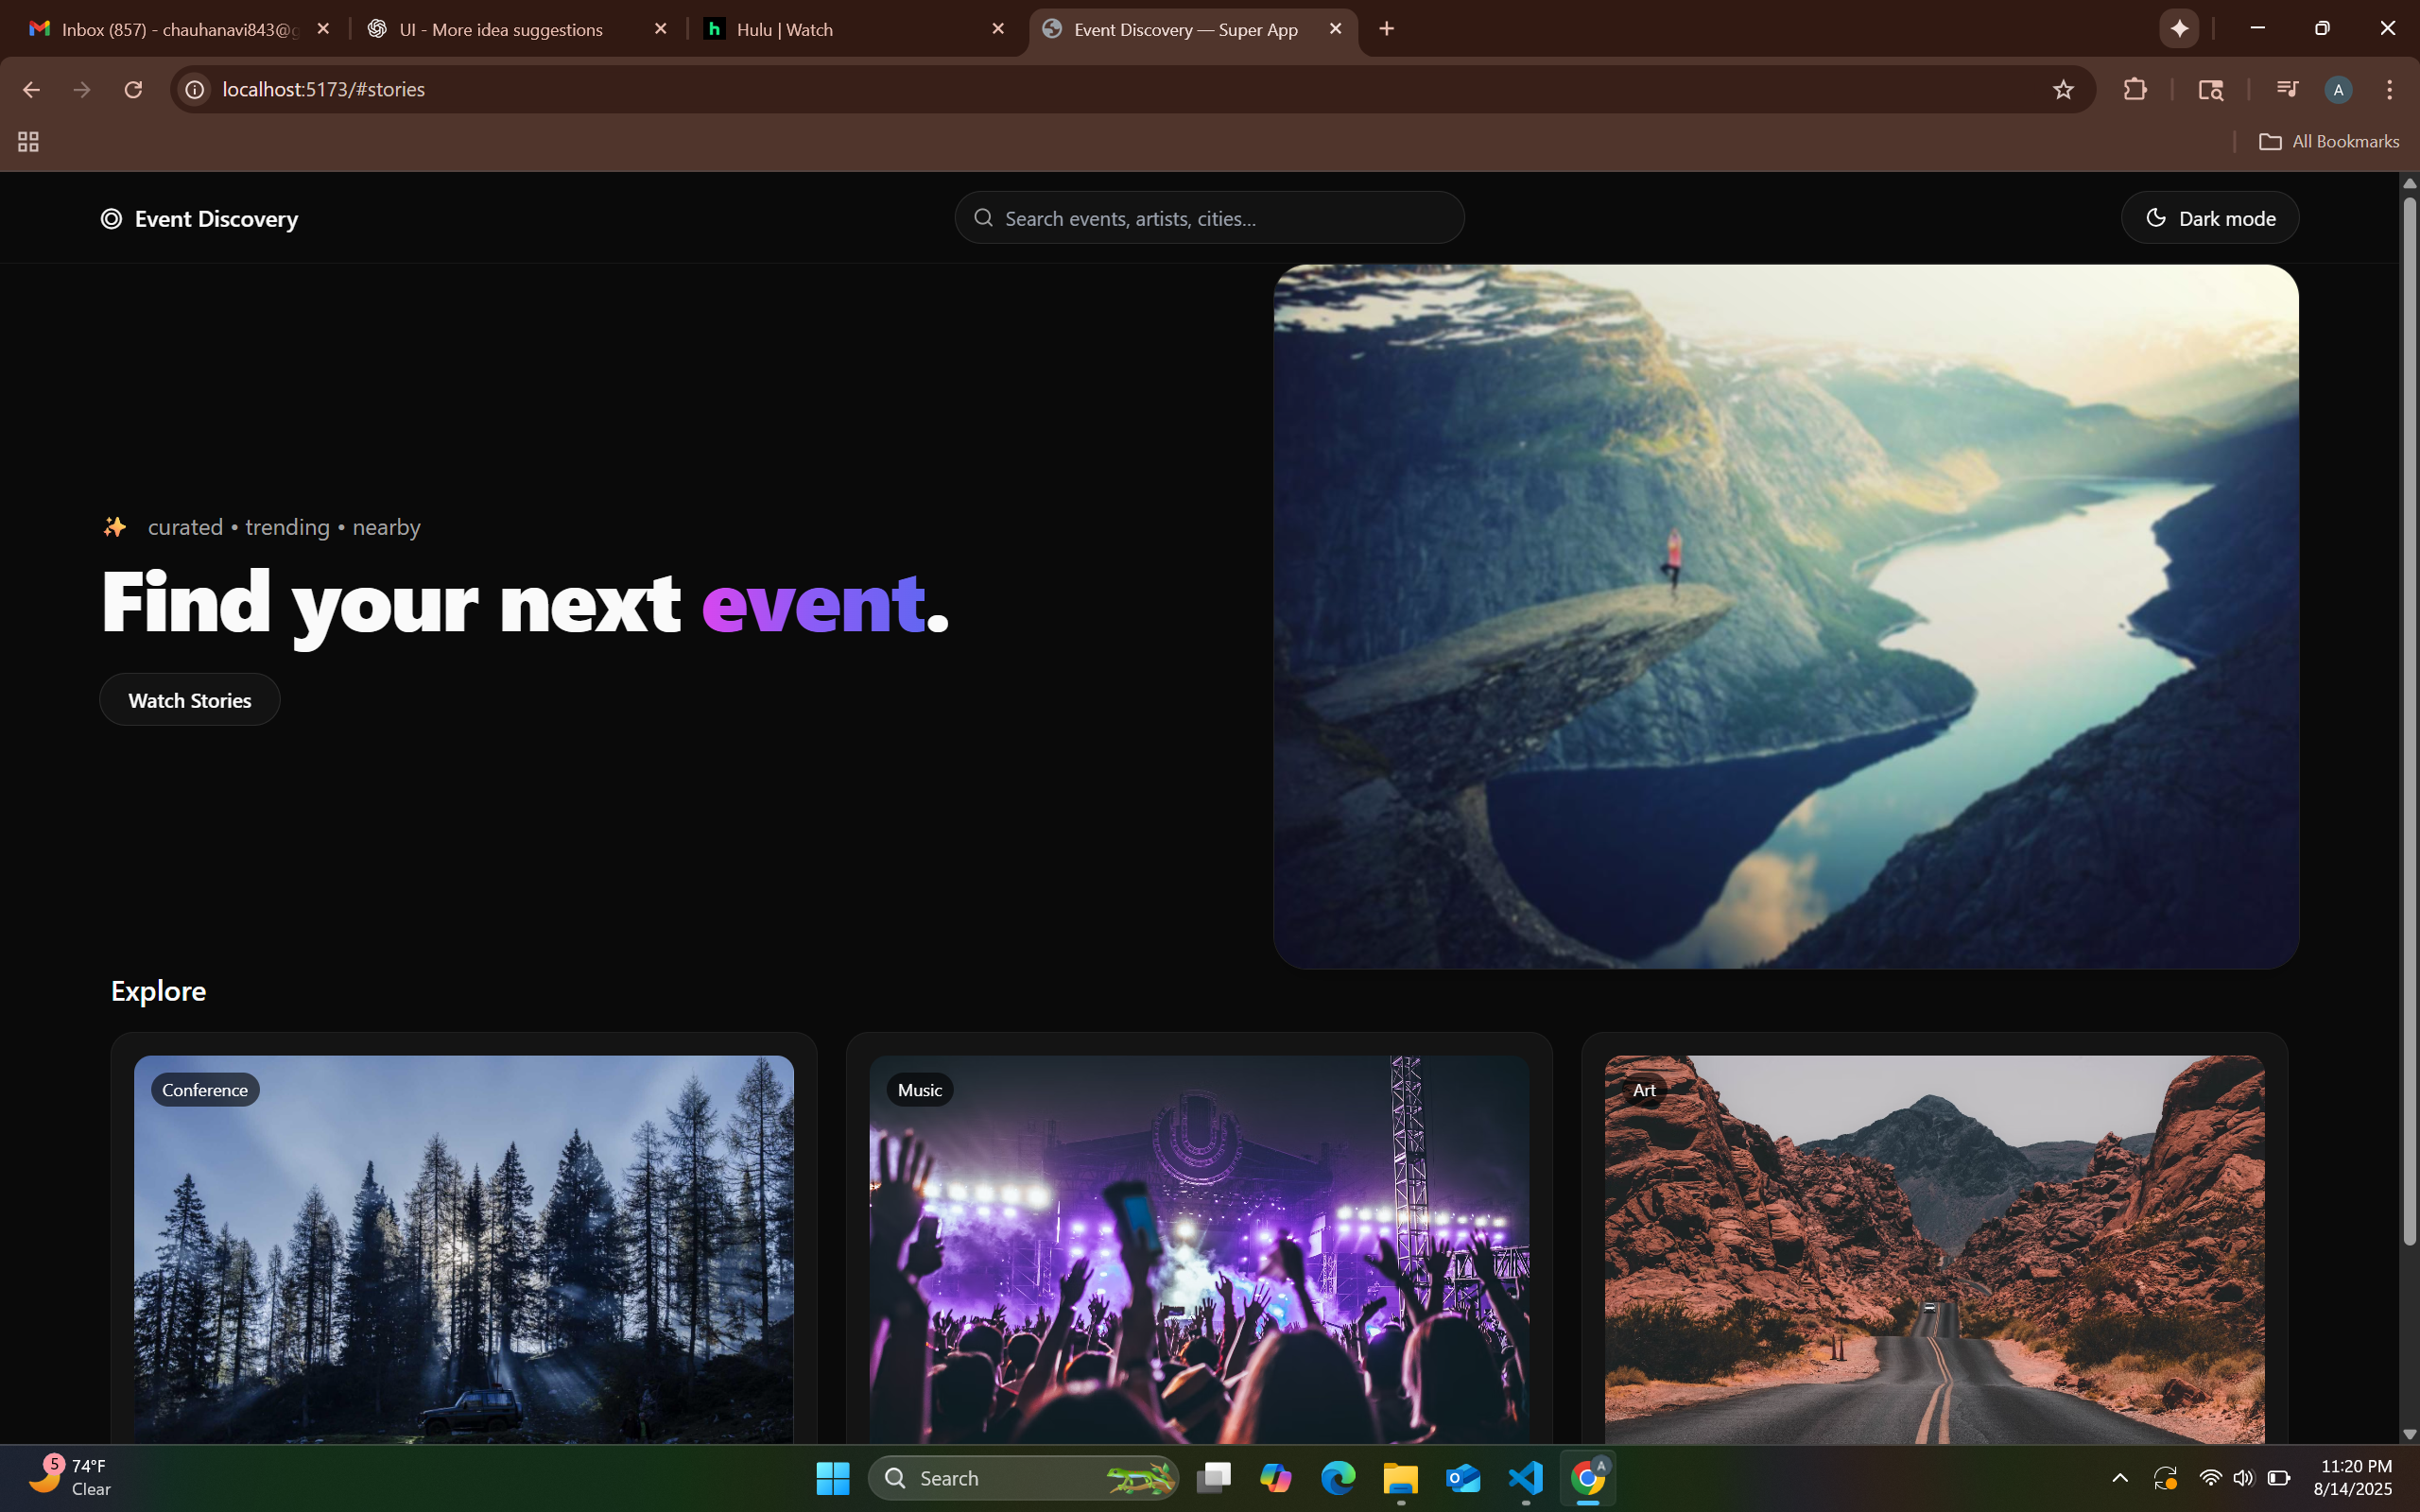 Inbox (857) - chauhanavi843@g
UI - More idea suggestions
Hulu | Watch
Event Discovery — Super App
localhost:5173/#stories
A
All Bookmarks
Event Discovery
Search events, artists, cities...
Dark mode
✨ curated • trending • nearby
Find your next event.
Watch Stories
Explore
Conference
Music
Art
5
74°F
Clear
Search
A
11:20 PM
8/14/2025